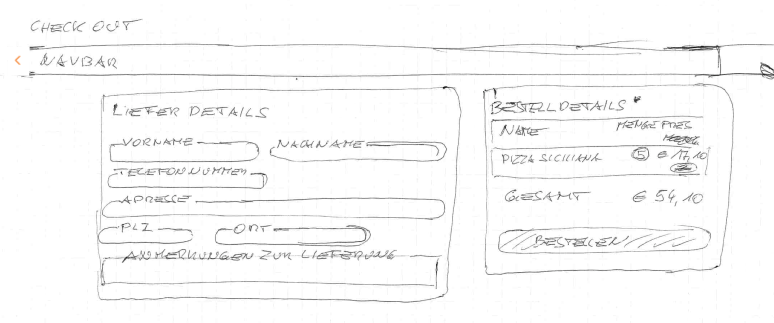 CHECK OUT
NAVBAR
LIEFER DETAILS
VORNAME NACHNAME
TELEFONNUMMER
ADRESSE
PLZ ORT
ANMERKUNGEN ZUR LIEFERUNG
BESTELLDETAILS
NAME MENGE PREIS
PIZZA SICILIANA 5 € 17,10
GESAMT € 54,10
BESTELLEN